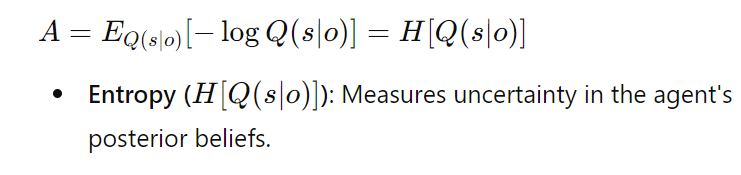 A = E_{Q(s|o)}[− log Q(s|o)] = H[Q(s|o)]
• Entropy (H[Q(s|o)]): Measures uncertainty in the agent's
posterior beliefs.